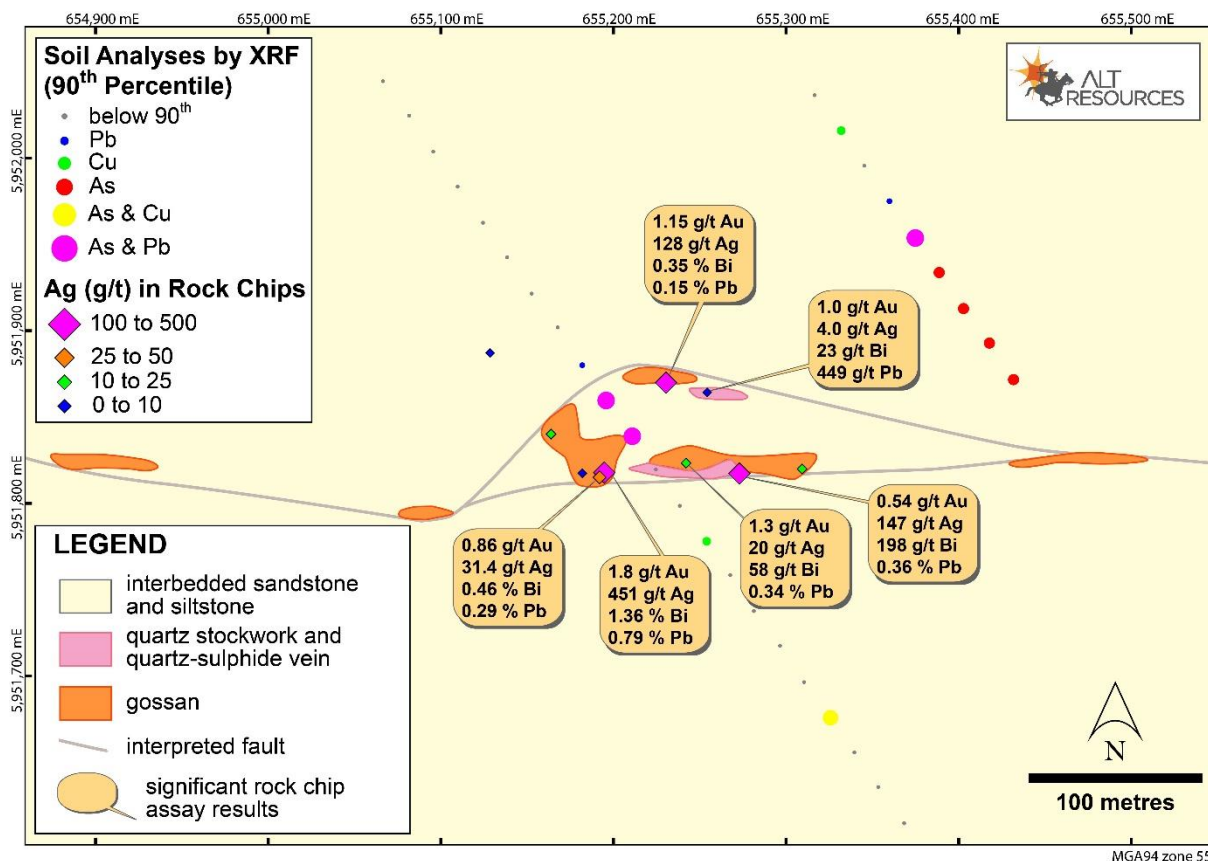 654,900 mE
655,000 mE
655,100 mE
655,200 mE
655,300 mE
655,400 mE
655,500 mE
Soil Analyses by XRF
(90th Percentile)
below 90th
Pb
Cu
As
As & Cu
As & Pb
Ag (g/t) in Rock Chips
100 to 500
25 to 50
10 to 25
0 to 10
ALT
RESOURCES
5,952,000 mE
5,951,900 mE
5,951,800 mE
5,951,700 mE
1.15 g/t Au
128 g/t Ag
0.35 % Bi
0.15 % Pb
1.0 g/t Au
4.0 g/t Ag
23 g/t Bi
449 g/t Pb
0.86 g/t Au
31.4 g/t Ag
0.46 % Bi
0.29 % Pb
1.8 g/t Au
451 g/t Ag
1.36 % Bi
0.79 % Pb
1.3 g/t Au
20 g/t Ag
58 g/t Bi
0.34 % Pb
0.54 g/t Au
147 g/t Ag
198 g/t Bi
0.36 % Pb
LEGEND
interbedded sandstone
and siltstone
quartz stockwork and
quartz-sulphide vein
gossan
interpreted fault
significant rock chip
assay results
N
100 metres
MGA94 zone 55